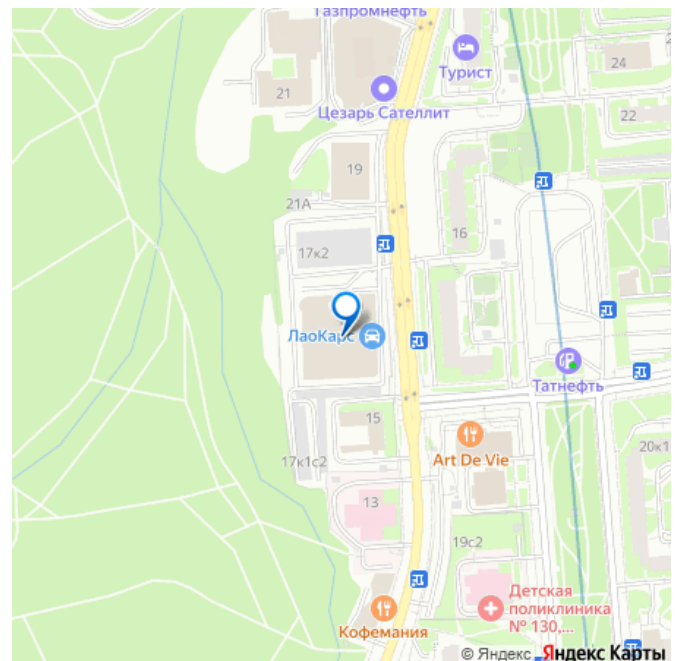 Газпромнефть
Турист
24
21
Цезарь Сателлит
22
19
21А
16
17к2
ЛаоКарс
Татнефть
15
Art De Vie
20к1
17к1с2
13
19с2
Детская
поликлиника
№ 130,...
Кофемания
© Яндекс Яндекс Карты